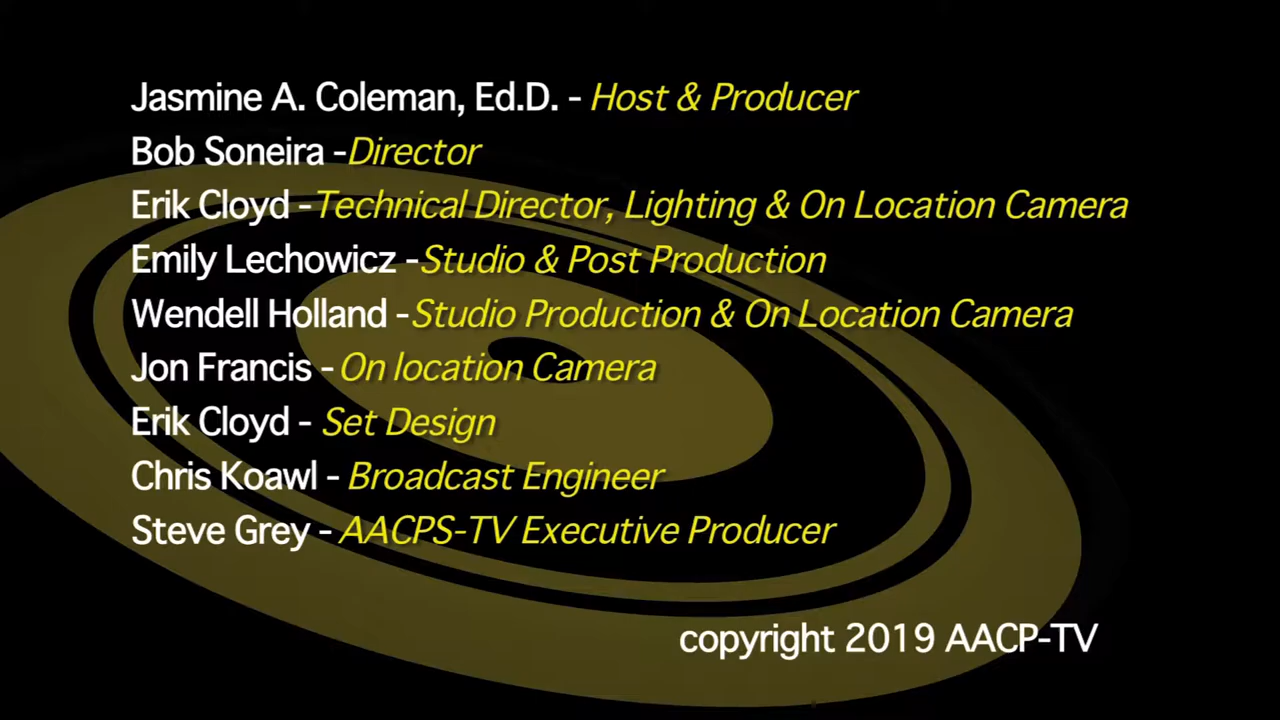 Jasmine A. Coleman, Ed.D. - Host & Producer
Bob Soneira -Director
Erik Cloyd -Technical Director, Lighting & On Location Camera
Emily Lechowicz -Studio & Post Production
Wendell Holland -Studio Production & On Location Camera
Jon Francis - On location Camera
Erik Cloyd - Set Design
Chris Koawl - Broadcast Engineer
Steve Grey - AACPS-TV Executive Producer
copyright 2019 AACP-TV